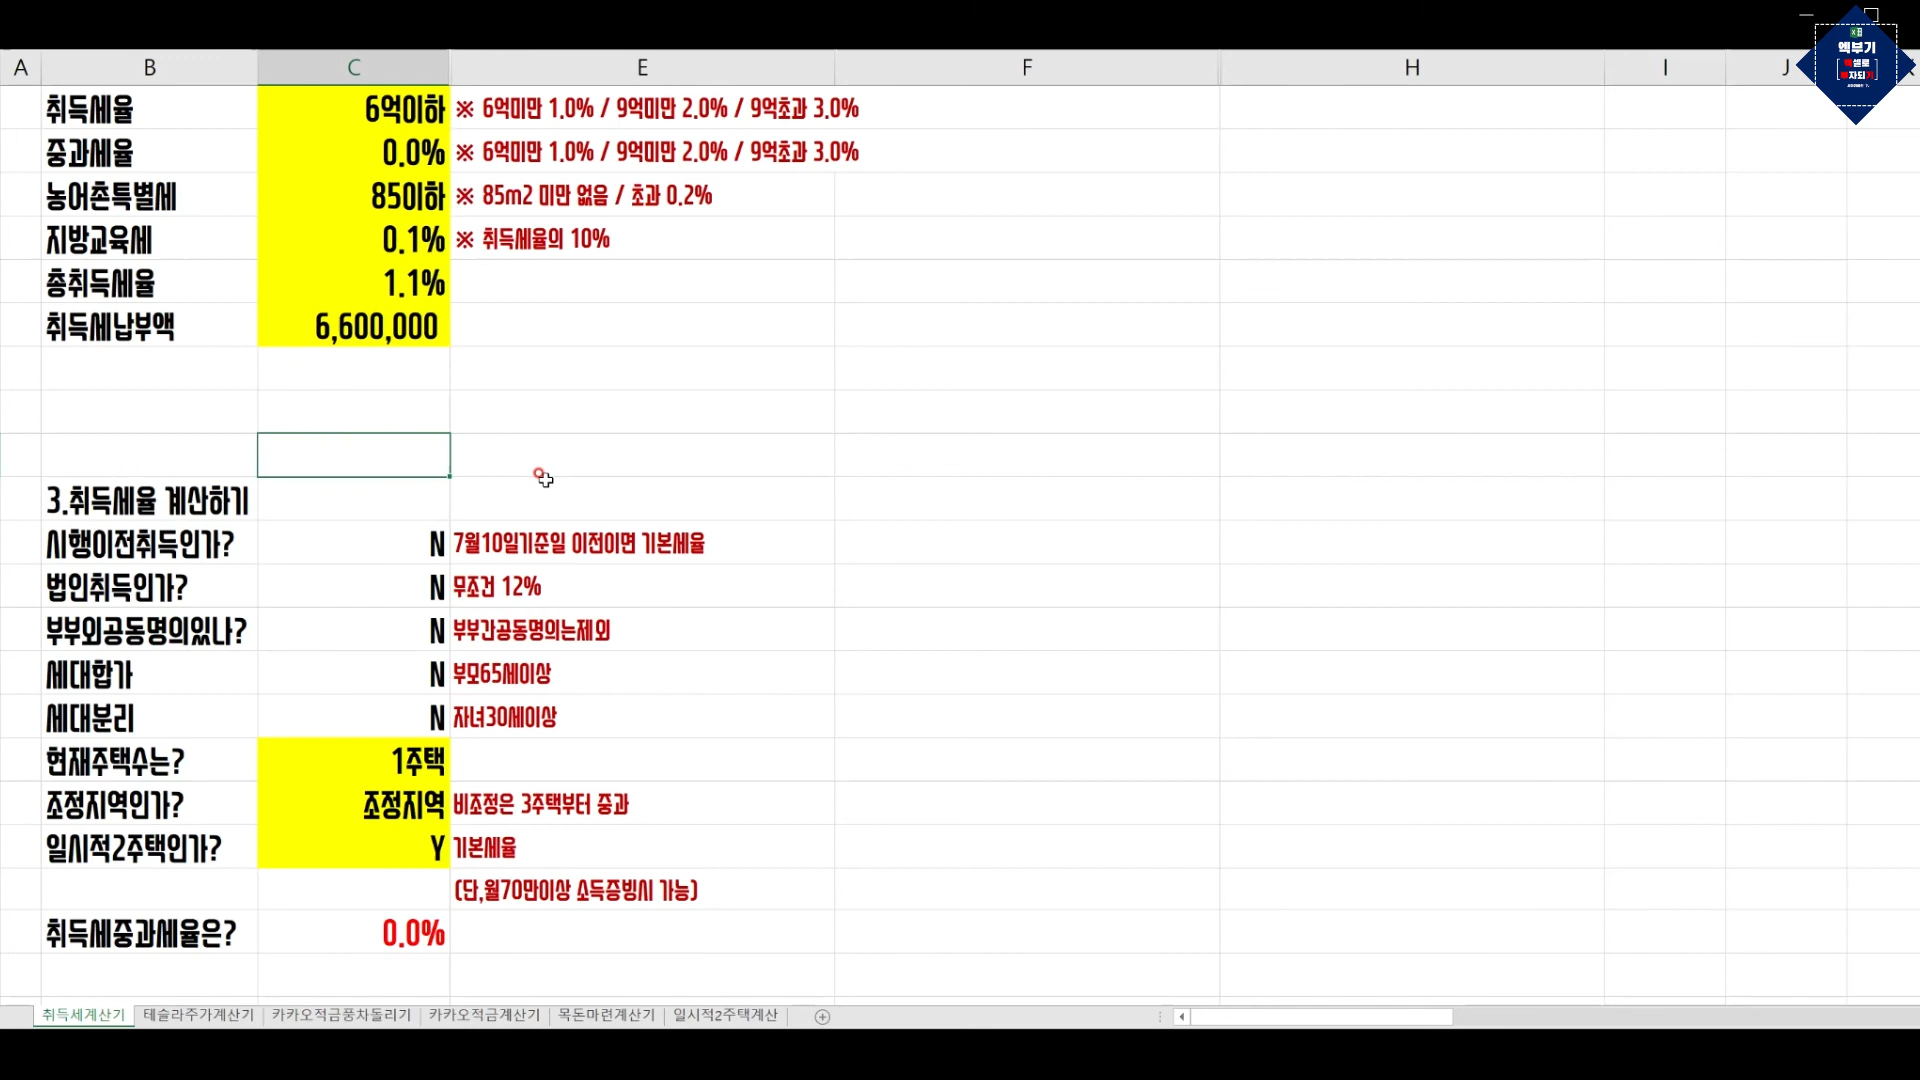 A B C E F H I J
엑부기
엑셀로
부자되기
취득세율 6억이하 ※ 6억미만 1.0% / 9억미만 2.0% / 9억초과 3.0%
중과세율 0.0% ※ 6억미만 1.0% / 9억미만 2.0% / 9억초과 3.0%
농어촌특별세 85이하 ※ 85m2 미만 없음 / 초과 0.2%
지방교육세 0.1% ※ 취득세율의 10%
총취득세율 1.1%
취득세납부액 6,600,000
3.취득세율 계산하기
시행이전취득인가? N 7월10일기준일 이전이면 기본세율
법인취득인가? N 무조건 12%
부부외공동명의있나? N 부부간공동명의는제외
세대합가 N 부모65세이상
세대분리 N 자녀30세이상
현재주택수는? 1주택
조정지역인가? 조정지역 비조정은 3주택부터 중과
일시적2주택인가? Y 기본세율
(단,월70만이상 소득증빙시 가능)
취득세중과세율은? 0.0%
취득세계산기 테슬라주가계산기 카카오적금풍차돌리기 카카오적금계산기 목돈마련계산기 일시적2주택계산